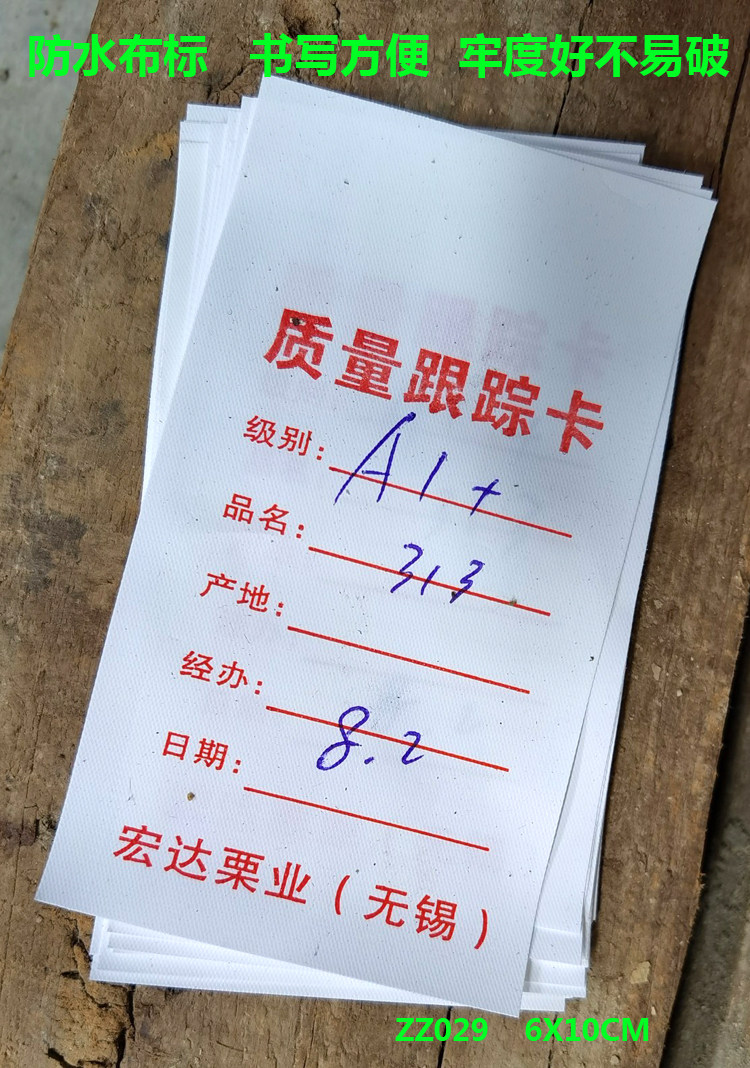 防水布标 书写方便 牢度好不易破
质量跟踪卡
级别: A1+
品名: 313
产地:
经办:
8.2
日期:
宏达栗业(无锡)
ZZ029 6X10CM